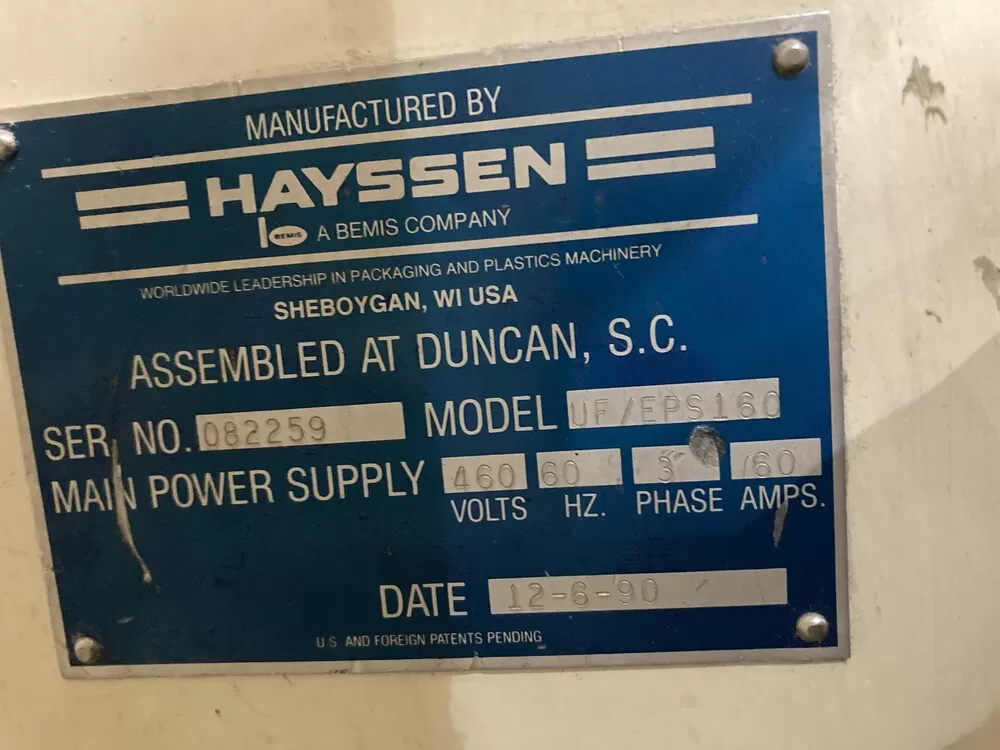 MANUFACTURED BY
HAYSSEN
BEMIS A BEMIS COMPANY
WORLDWIDE LEADERSHIP IN PACKAGING AND PLASTICS MACHINERY
SHEBOYGAN, WI USA
ASSEMBLED AT DUNCAN, S.C.
SER. NO. 082259 MODEL UF/EPS160
MAIN POWER SUPPLY 460 60 3 60
VOLTS HZ. PHASE AMPS.
DATE 12-6-90
U.S. AND FOREIGN PATENTS PENDING